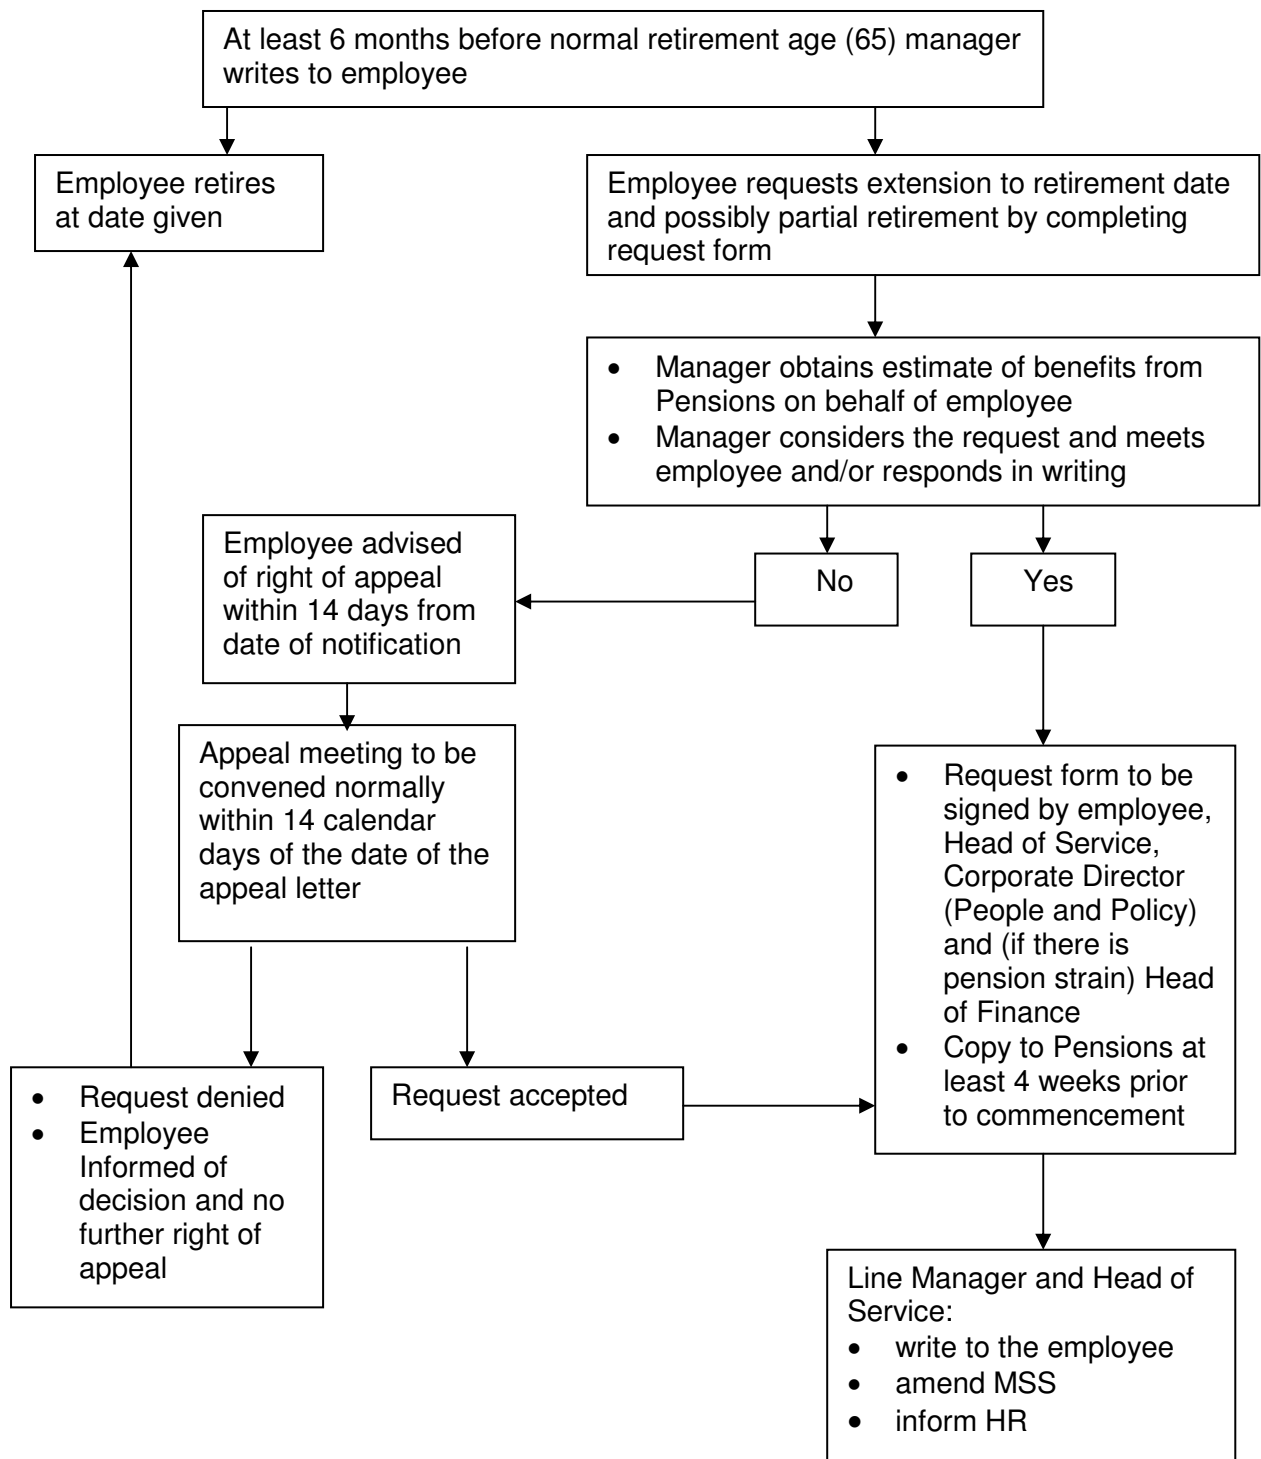 At least 6 months before normal retirement age (65) manager
writes to employee
Employee retires
at date given
Employee requests extension to retirement date
and possibly partial retirement by completing
request form
• Manager obtains estimate of benefits from
Pensions on behalf of employee
• Manager considers the request and meets
employee and/or responds in writing
No
Yes
Employee advised
of right of appeal
within 14 days from
date of notification
Appeal meeting to be
convened normally
within 14 calendar
days of the date of the
appeal letter
• Request form to be
signed by employee,
Head of Service,
Corporate Director
(People and Policy)
and (if there is
pension strain) Head
of Finance
• Copy to Pensions at
least 4 weeks prior
to commencement
• Request denied
• Employee
Informed of
decision and no
further right of
appeal
Request accepted
Line Manager and Head of
Service:
• write to the employee
• amend MSS
• inform HR